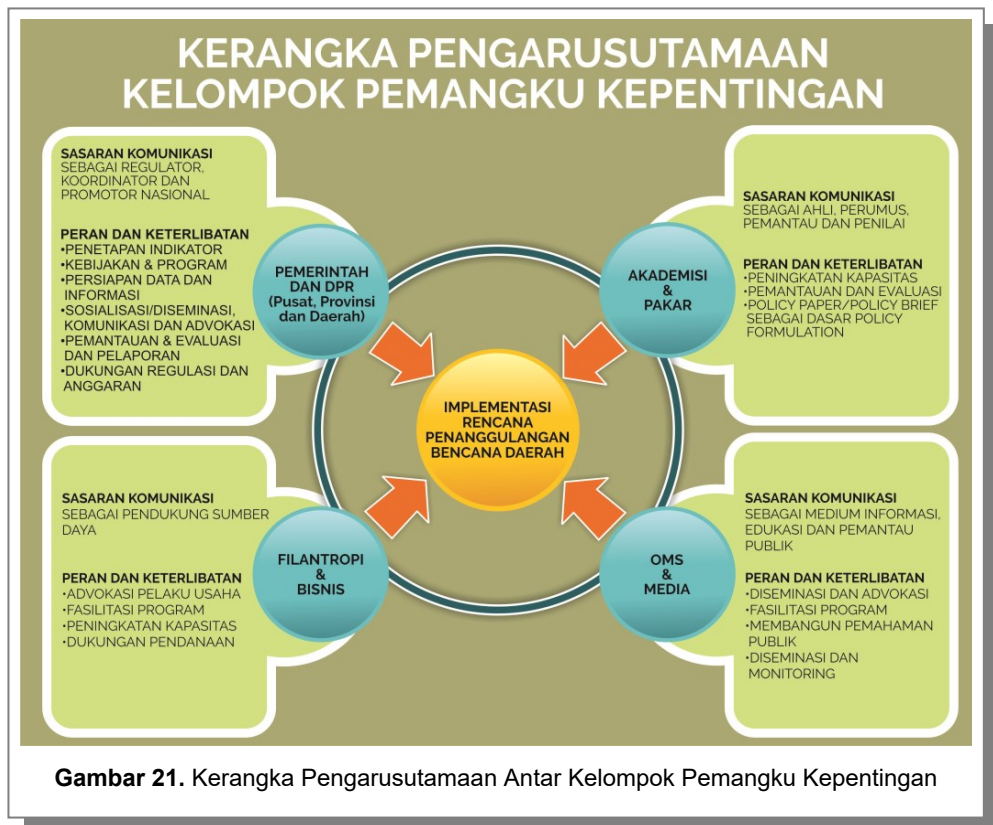 KERANGKA PENGARUSUTAMAAN
KELOMPOK PEMANGKU KEPENTINGAN
SASARAN KOMUNIKASI
SEBAGAI REGULATOR,
KOORDINATOR DAN
PROMOTOR NASIONAL
PERAN DAN KETERLIBATAN
•PENETAPAN INDIKATOR
•KEBIJAKAN & PROGRAM
•PERSIAPAN DATA DAN
INFORMASI
•SOSIALISASI/DISEMINASI,
KOMUNIKASI DAN ADVOKASI
•PEMANTAUAN & EVALUASI
DAN PELAPORAN
•DUKUNGAN REGULASI DAN
ANGGARAN
PEMERINTAH
DAN DPR
(Pusat, Provinsi
dan Daerah)
AKADEMISI
&
PAKAR
SASARAN KOMUNIKASI
SEBAGAI AHLI, PERUMUS,
PEMANTAU DAN PENILAI
PERAN DAN KETERLIBATAN
•PENINGKATAN KAPASITAS
•PEMANTAUAN DAN EVALUASI
•POLICY PAPER/POLICY BRIEF
SEBAGAI DASAR POLICY
FORMULATION
IMPLEMENTASI
RENCANA
PENANGGULANGAN
BENCANA DAERAH
SASARAN KOMUNIKASI
SEBAGAI PENDUKUNG SUMBER
DAYA
PERAN DAN KETERLIBATAN
•ADVOKASI PELAKU USAHA
•FASILITASI PROGRAM
•PENINGKATAN KAPASITAS
•DUKUNGAN PENDANAAN
FILANTROPI
&
BISNIS
OMS
&
MEDIA
SASARAN KOMUNIKASI
SEBAGAI MEDIUM INFORMASI,
EDUKASI DAN PEMANTAU
PUBLIK
PERAN DAN KETERLIBATAN
•DISEMINASI DAN ADVOKASI
•FASILITASI PROGRAM
•MEMBANGUN PEMAHAMAN
PUBLIK
•DISEMINASI DAN
MONITORING
Gambar 21. Kerangka Pengarusutamaan Antar Kelompok Pemangku Kepentingan